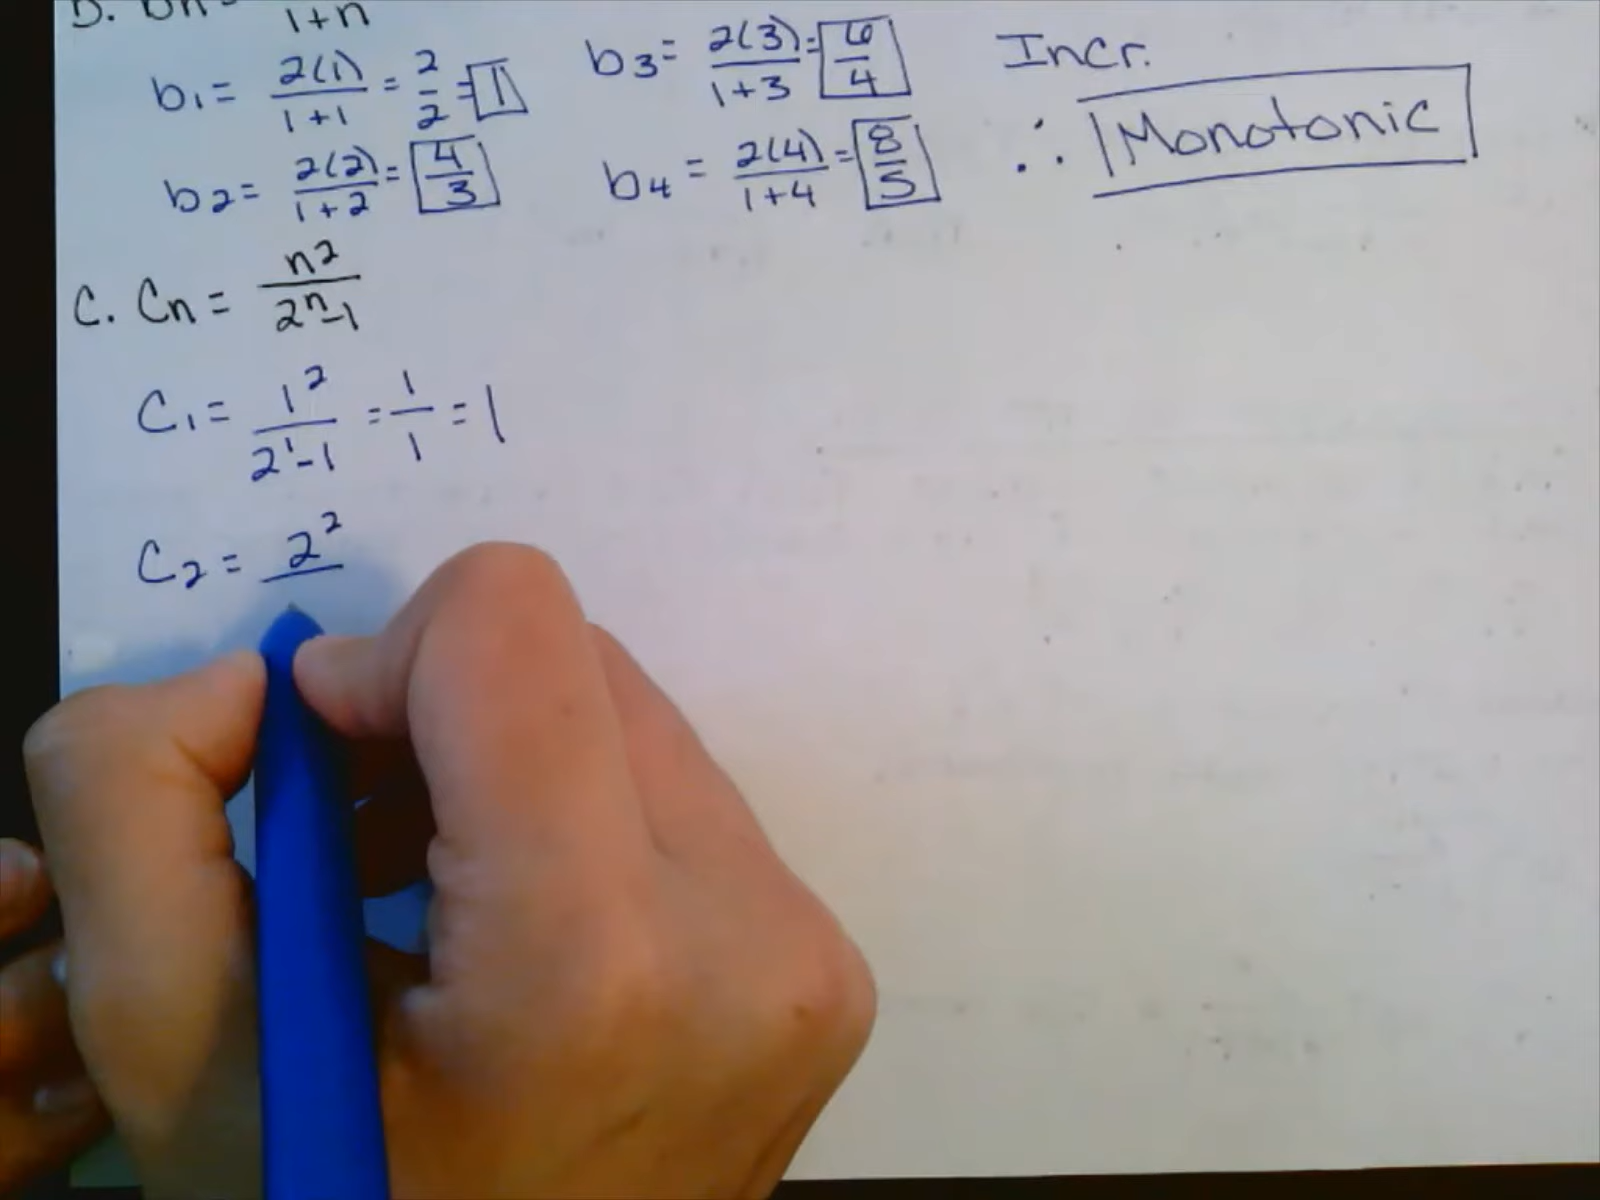 B. bn =
1+n
b1 = 2(1)/1+1 = 2/2 = 1
b2 = 2(2)/1+2 = 4/3
b3 = 2(3)/1+3 = 6/4
b4 = 2(4)/1+4 = 8/5
Incr.
∴ Monotonic
C. Cn = n²/2ⁿ-1
C1 = 1²/2¹-1 = 1/1 = 1
C2 = 2²